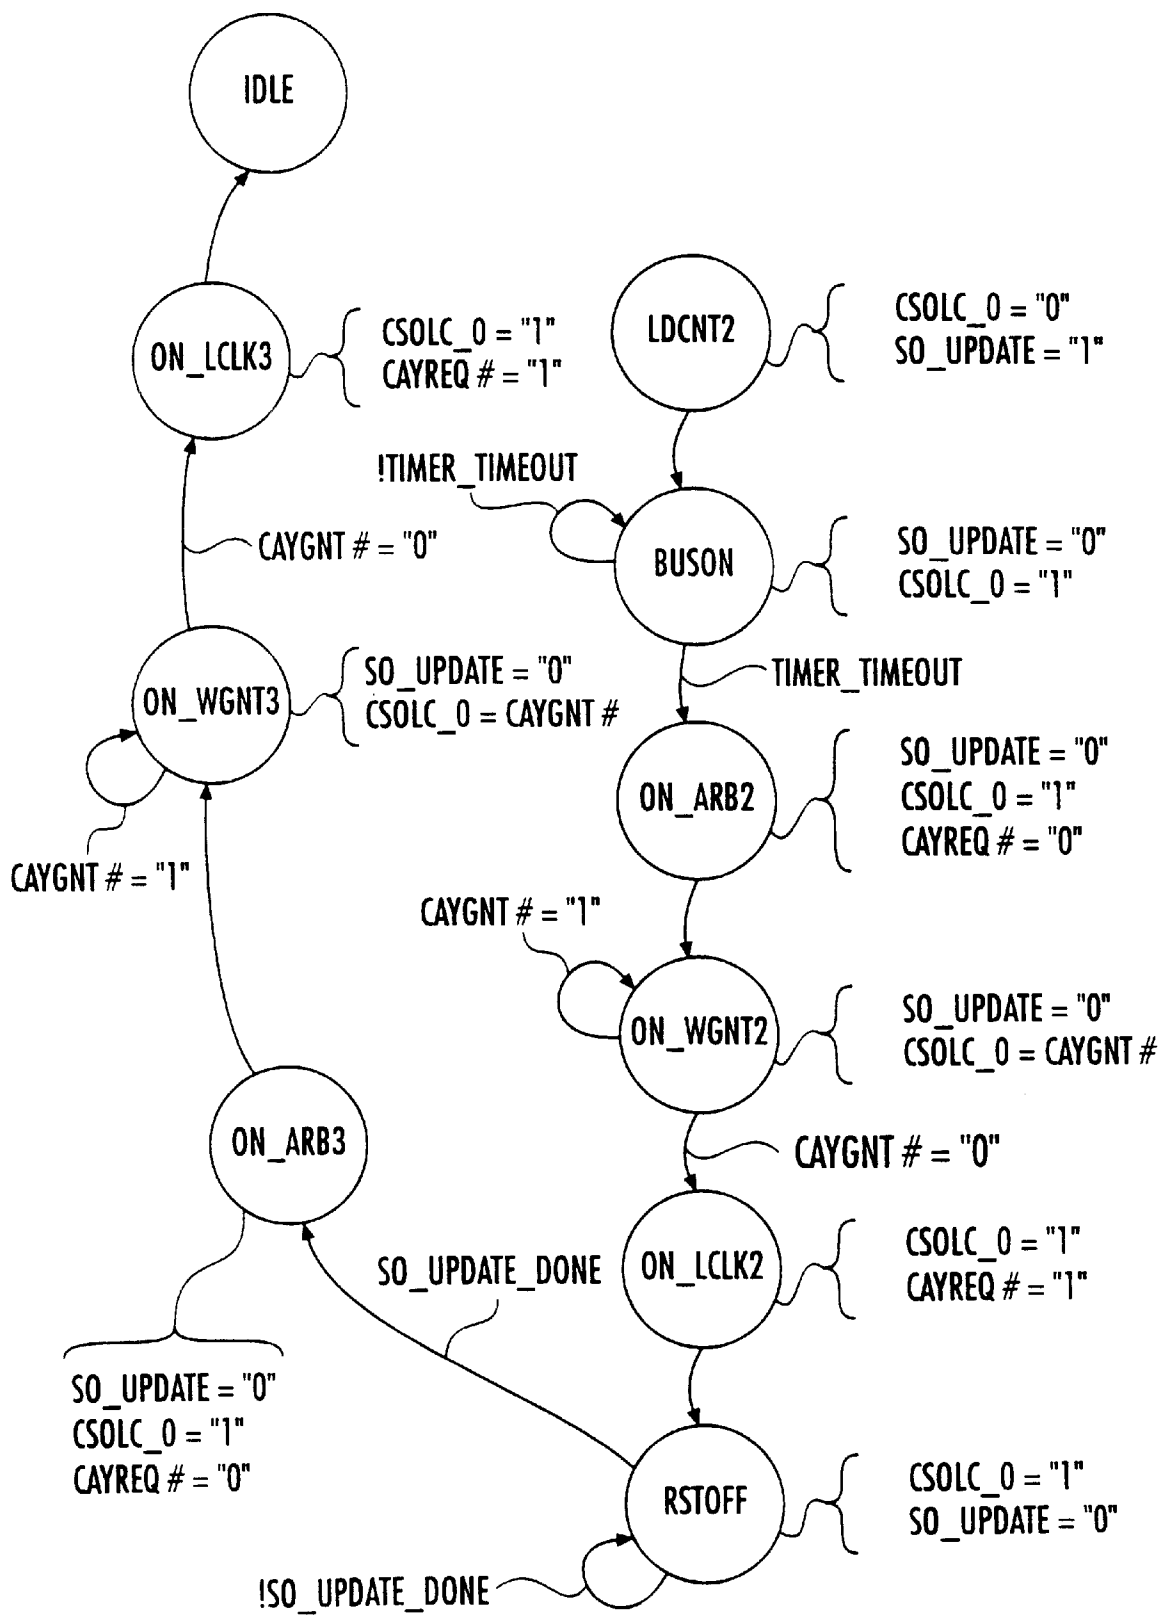 IDLE
ON_LCLK3
CSOLC_0 = "1"
CAYREQ # = "1"
LDCNT2
CSOLC_0 = "0"
SO_UPDATE = "1"
!TIMER_TIMEOUT
CAYGNT # = "0"
BUSON
SO_UPDATE = "0"
CSOLC_0 = "1"
ON_WGNT3
SO_UPDATE = "0"
CSOLC_0 = CAYGNT #
TIMER_TIMEOUT
CAYGNT # = "1"
ON_ARB2
SO_UPDATE = "0"
CSOLC_0 = "1"
CAYREQ # = "0"
CAYGNT # = "1"
ON_WGNT2
SO_UPDATE = "0"
CSOLC_0 = CAYGNT #
ON_ARB3
CAYGNT # = "0"
SO_UPDATE_DONE
ON_LCLK2
CSOLC_0 = "1"
CAYREQ # = "1"
SO_UPDATE = "0"
CSOLC_0 = "1"
CAYREQ # = "0"
RSTOFF
CSOLC_0 = "1"
SO_UPDATE = "0"
!SO_UPDATE_DONE